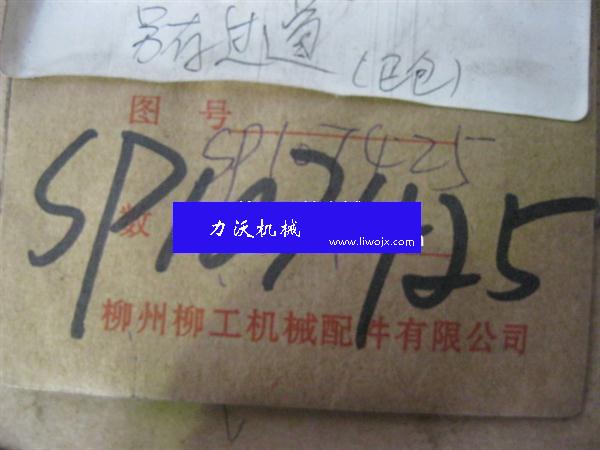 另存过道
(卫包)
图 号
SP107425
SP107425
数
力沃机械
www.liwojx.com
柳州柳工机械配件有限公司